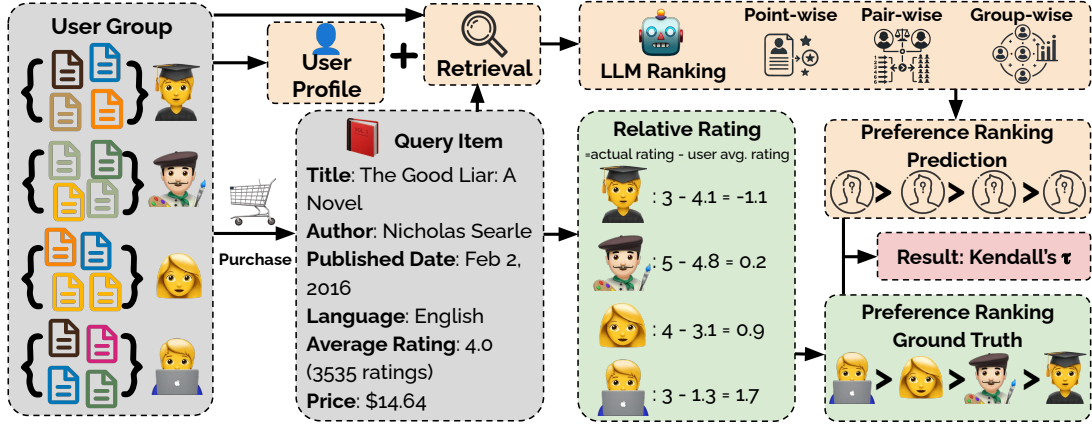 User Group
User
Profile
+
Retrieval
LLM Ranking
Point-wise
Pair-wise
Group-wise
Purchase
Query Item
Title: The Good Liar: A
Novel
Author: Nicholas Searle
Published Date: Feb 2,
2016
Language: English
Average Rating: 4.0
(3535 ratings)
Price: $14.64
Relative Rating
=actual rating - user avg. rating
: 3 - 4.1 = -1.1
: 5 - 4.8 = 0.2
: 4 - 3.1 = 0.9
: 3 - 1.3 = 1.7
Preference Ranking
Prediction
> > >
Result: Kendall's τ
Preference Ranking
Ground Truth
> > >